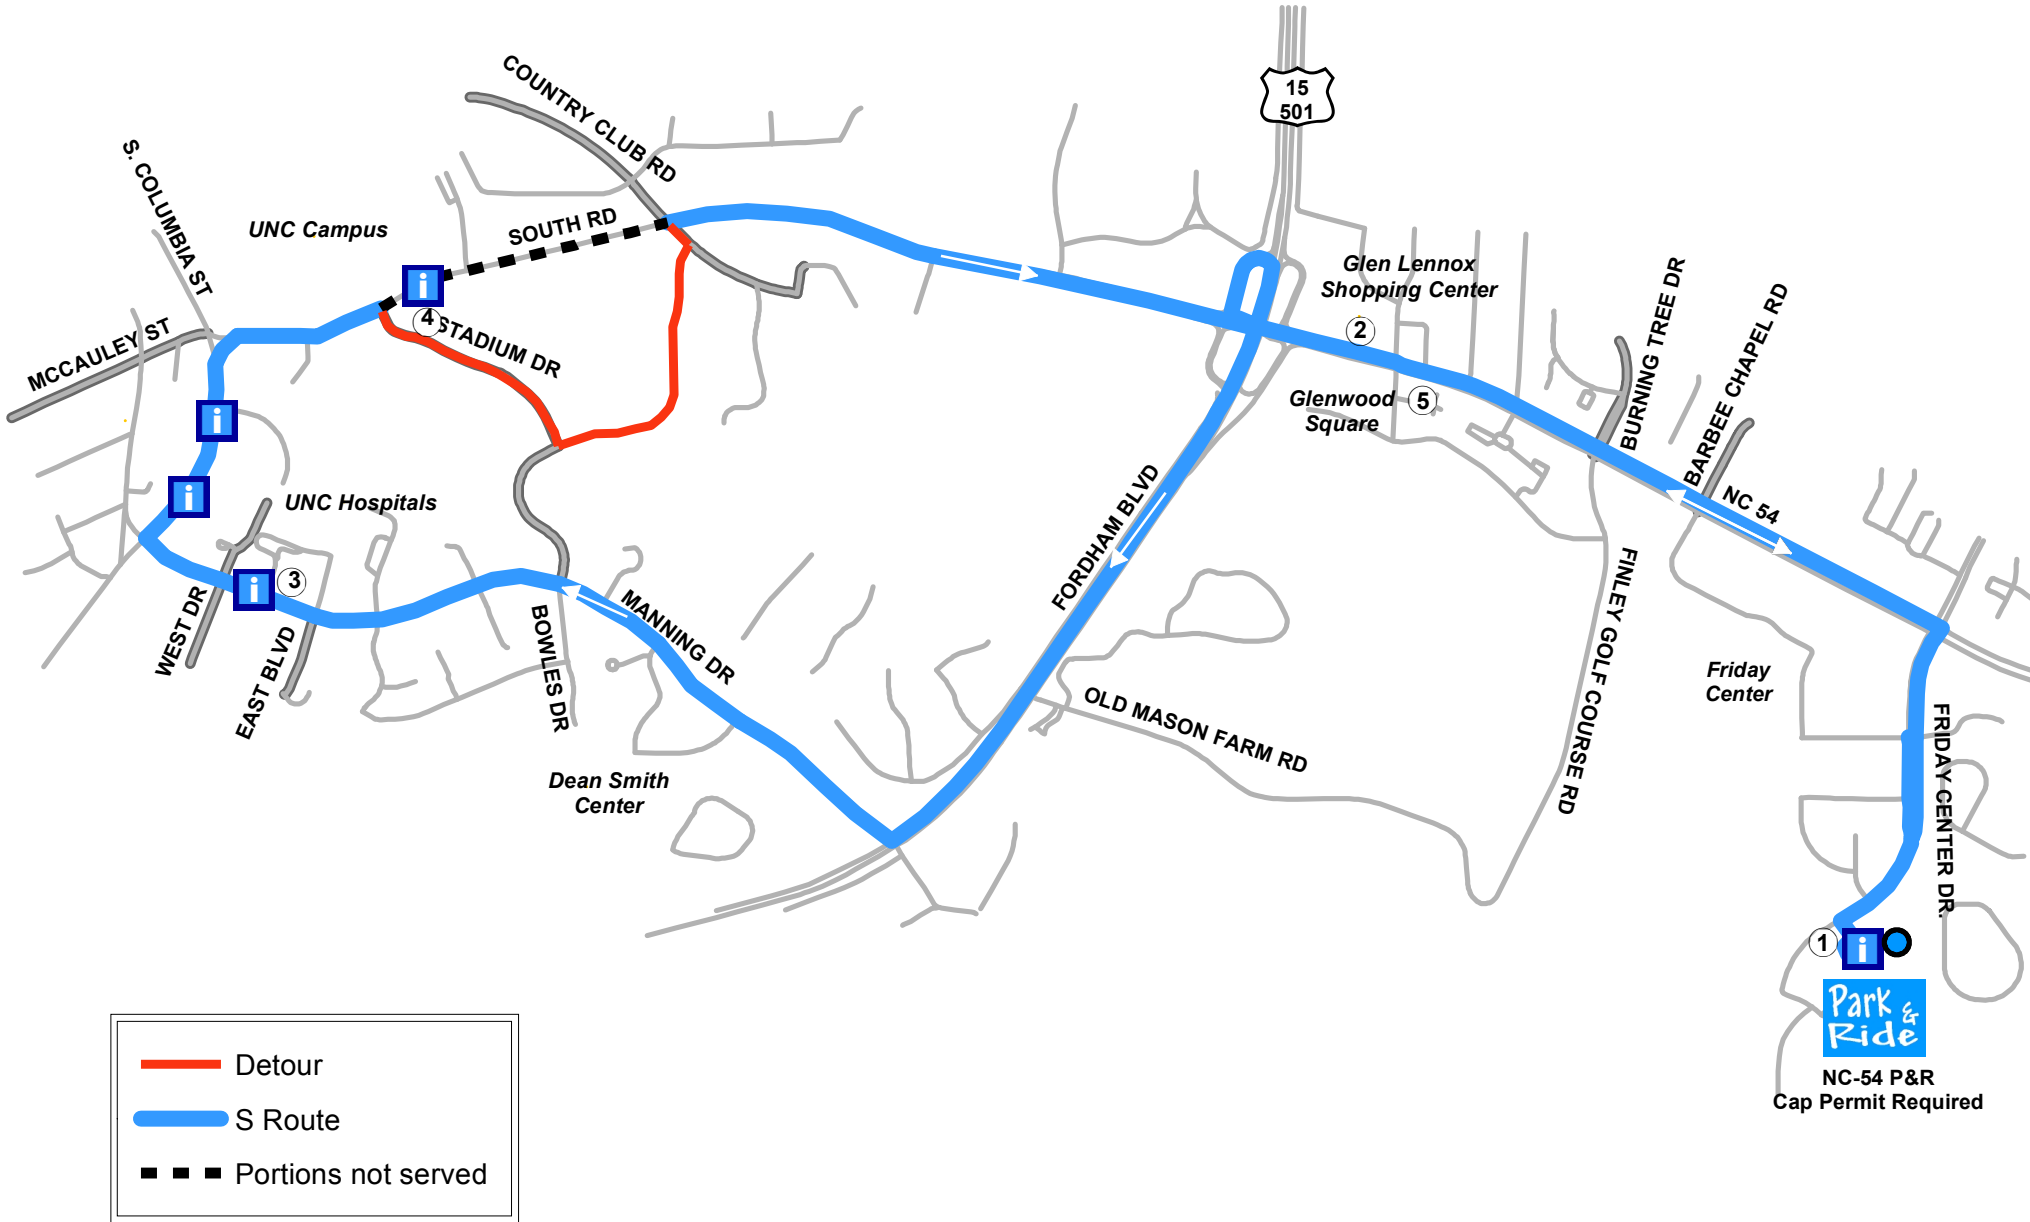 15
501
COUNTRY CLUB RD
S. COLUMBIA ST
UNC Campus
SOUTH RD
Glen Lennox
Shopping Center
BURNING TREE DR
BARBEE CHAPEL RD
i
4
STADIUM DR
2
MCCAULEY ST
Glenwood
Square
5
i
i
UNC Hospitals
NC 54
FORDHAM BLVD
FINLEY GOLF COURSE RD
i
3
WEST DR
EAST BLVD
BOWLES DR
MANNING DR
OLD MASON FARM RD
Friday
Center
FRIDAY CENTER DR.
Dean Smith
Center
1
i
Park &
Ride
NC-54 P&R
Cap Permit Required
Detour
S Route
Portions not served